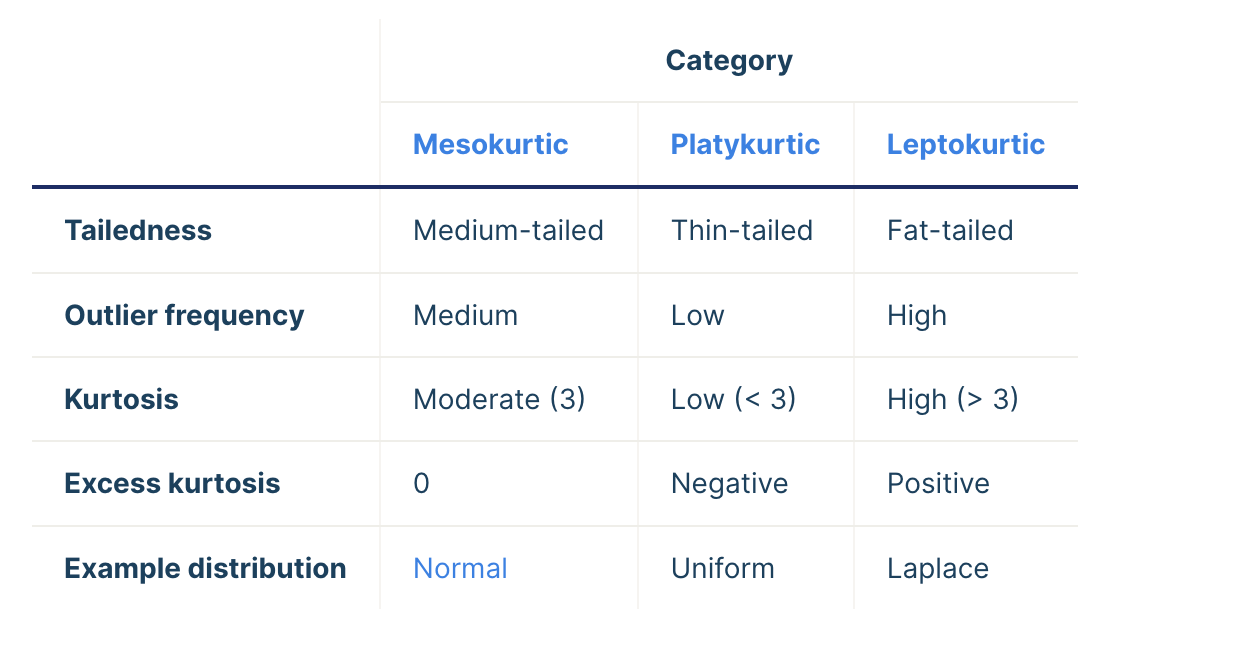 Category
Mesokurtic Platykurtic Leptokurtic
Tailedness Medium-tailed Thin-tailed Fat-tailed
Outlier frequency Medium Low High
Kurtosis Moderate (3) Low (< 3) High (> 3)
Excess kurtosis 0 Negative Positive
Example distribution Normal Uniform Laplace